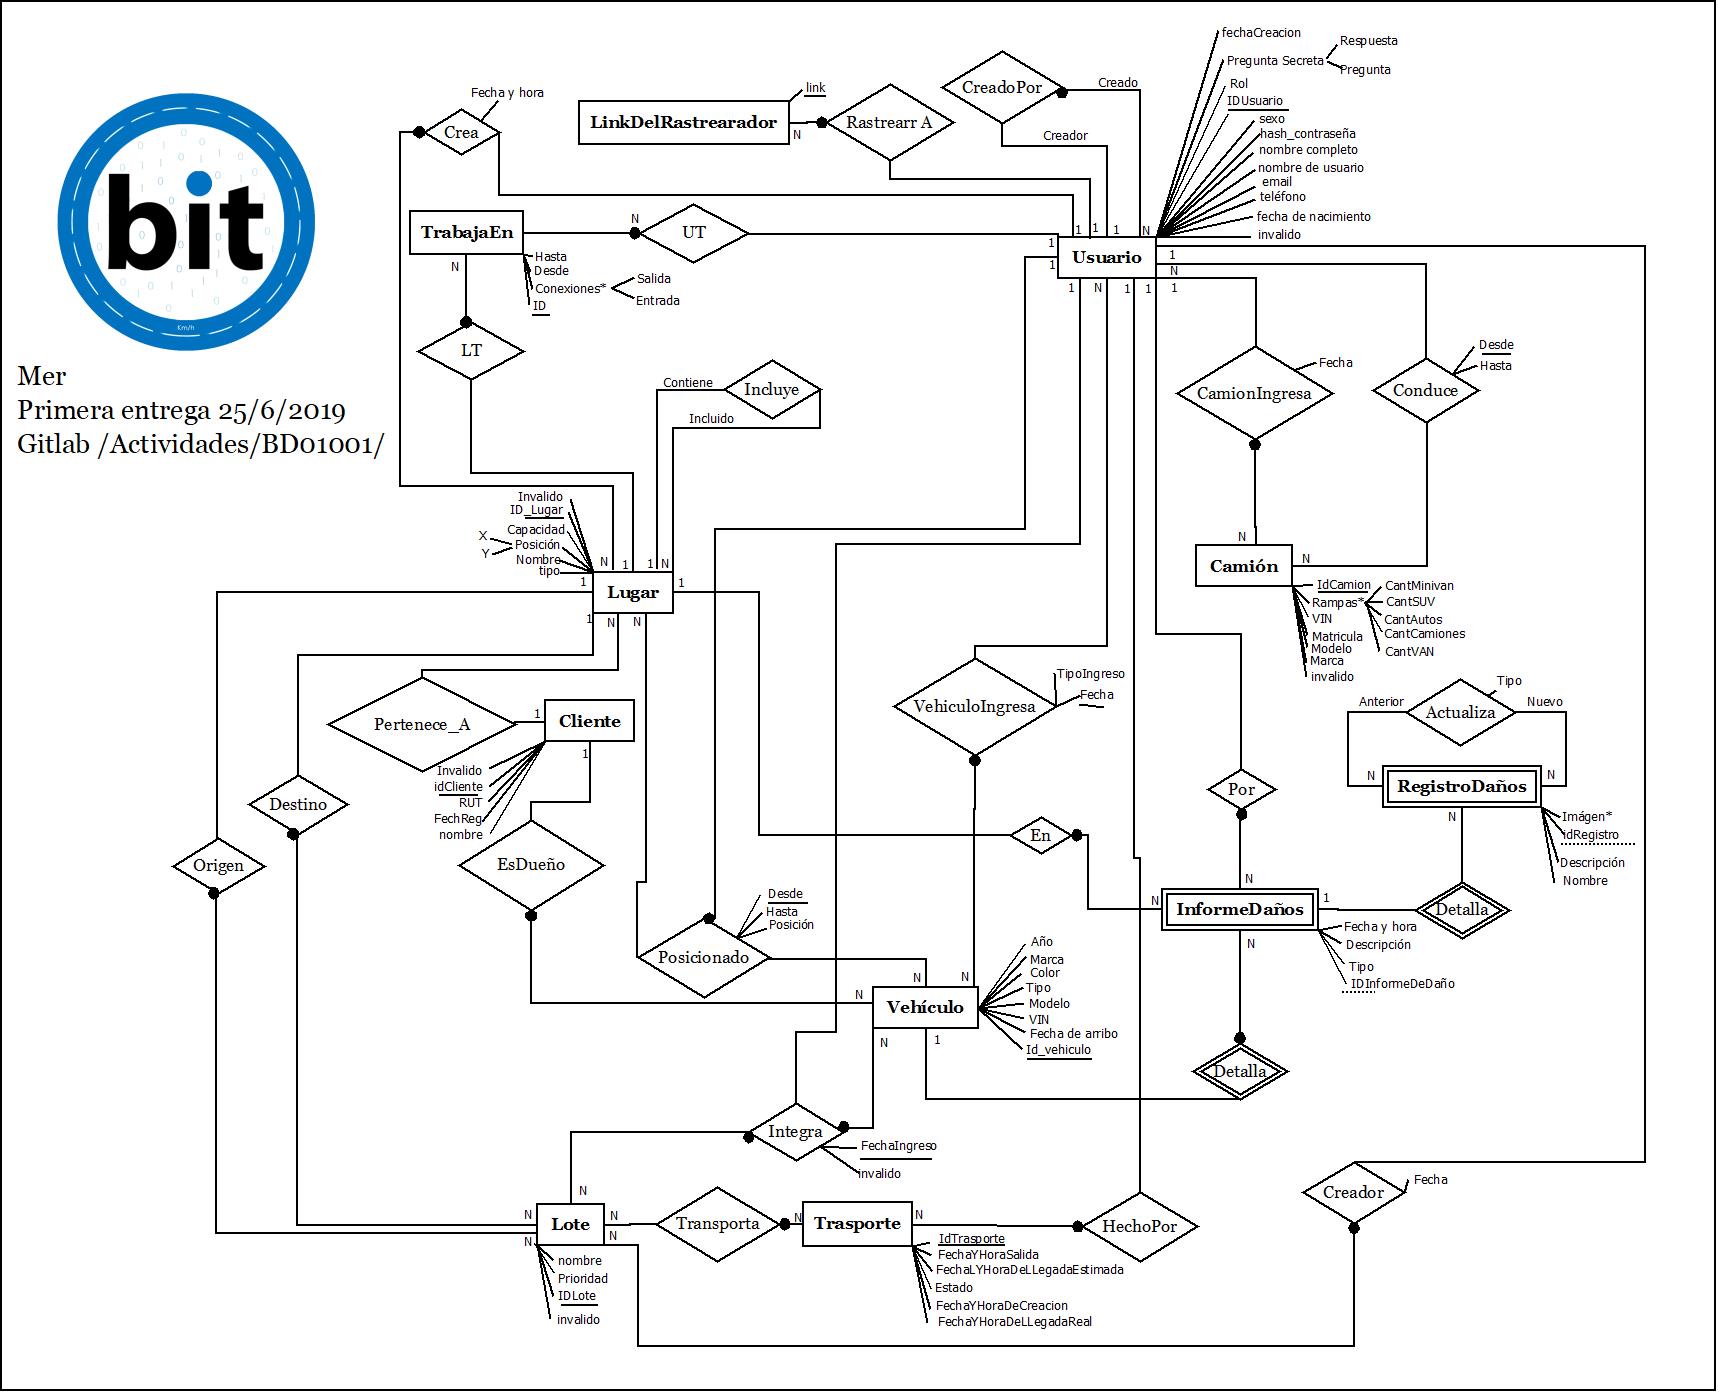 bit
Km/h
Mer
Primera entrega 25/6/2019
Gitlab /Actividades/BD01001/
Fecha y hora
Crea
link
LinkDelRastrearador
N
Rastrearr A
CreadoPor
Creado
Creador
fechaCreacion
Pregunta Secreta
Respuesta
Pregunta
Rol
IDUsuario
sexo
hash_contraseña
nombre completo
nombre de usuario
email
teléfono
fecha de nacimiento
invalido
TrabajaEn
N
UT
Hasta
Desde
Conexiones*
Salida
Entrada
ID
N
LT
1
1
1
N
1
1
Usuario
1
N
1
N
1
1
1
Contiene
Incluye
Incluido
CamionIngresa
Fecha
Conduce
Desde
Hasta
Invalido
ID_Lugar
Capacidad
X
Posición
Y
Nombre
tipo
N
1
1
N
1
Lugar
1
1
N
N
N
N
Camión
IdCamion
Rampas*
CantMinivan
CantSUV
CantAutos
CantCamiones
CantVAN
VIN
Matricula
Modelo
Marca
invalido
Pertenece_A
1
Cliente
1
Invalido
idCliente
RUT
FechReg
nombre
VehiculoIngresa
TipoIngreso
Fecha
Tipo
Anterior
Actualiza
Nuevo
N
RegistroDaños
N
N
Imágen*
idRegistro
Descripción
Nombre
Destino
Origen
EsDueño
Por
En
N
N
InformeDaños
1
Detalla
N
Fecha y hora
Descripción
Tipo
IDInformeDeDaño
Desde
Hasta
Posición
Posicionado
N
N
N
Vehículo
N
1
Año
Marca
Color
Tipo
Modelo
VIN
Fecha de arribo
Id_vehiculo
Detalla
Integra
FechaIngreso
invalido
N
N
N
Lote
N
N
nombre
Prioridad
IDLote
invalido
Transporta
N
Trasporte
N
IdTrasporte
FechaYHoraSalida
FechaLYHoraDeLLegadaEstimada
Estado
FechaYHoraDeCreacion
FechaYHoraDeLLegadaReal
HechoPor
Creador
Fecha